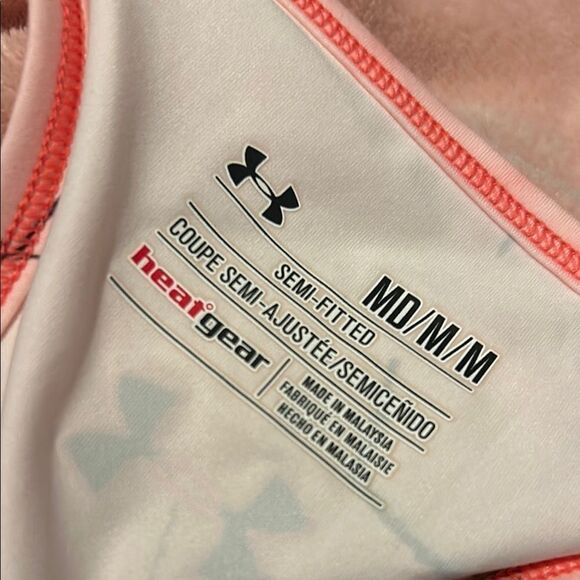 SEMI-FITTED MD/M/M
COUPE SEMI-AJUSTÉE/SEMICEÑIDO
heatgear
MADE IN MALAYSIA
FABRIQUÉ EN MALAISIE
HECHO EN MALASIA